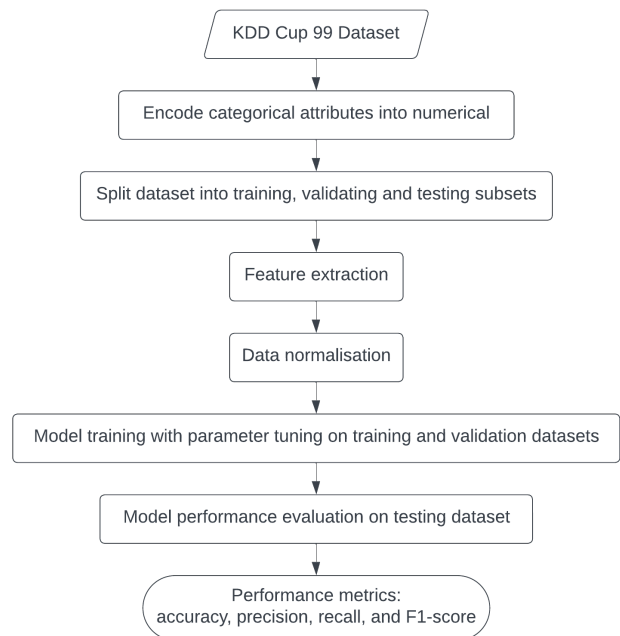 KDD Cup 99 Dataset
Encode categorical attributes into numerical
Split dataset into training, validating and testing subsets
Feature extraction
Data normalisation
Model training with parameter tuning on training and validation datasets
Model performance evaluation on testing dataset
Performance metrics:
accuracy, precision, recall, and F1-score